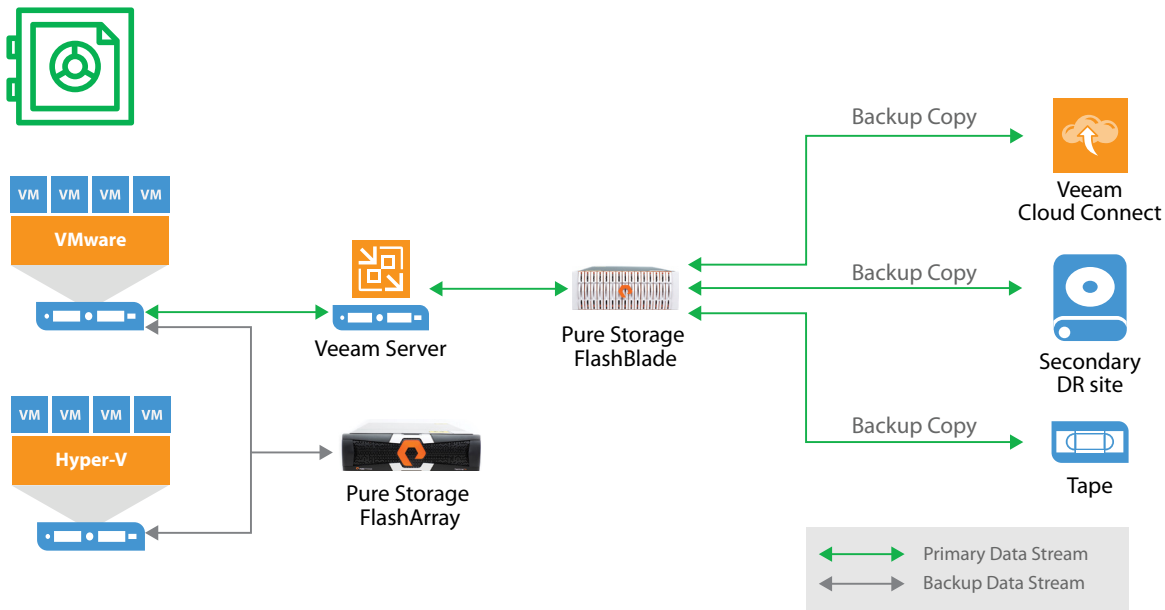 VM VM VM VM
VMware
VM VM VM VM
Hyper-V
Veeam Server
Pure Storage
FlashArray
Pure Storage
FlashBlade
Backup Copy
Veeam
Cloud Connect
Backup Copy
Secondary
DR site
Backup Copy
Tape
Primary Data Stream
Backup Data Stream